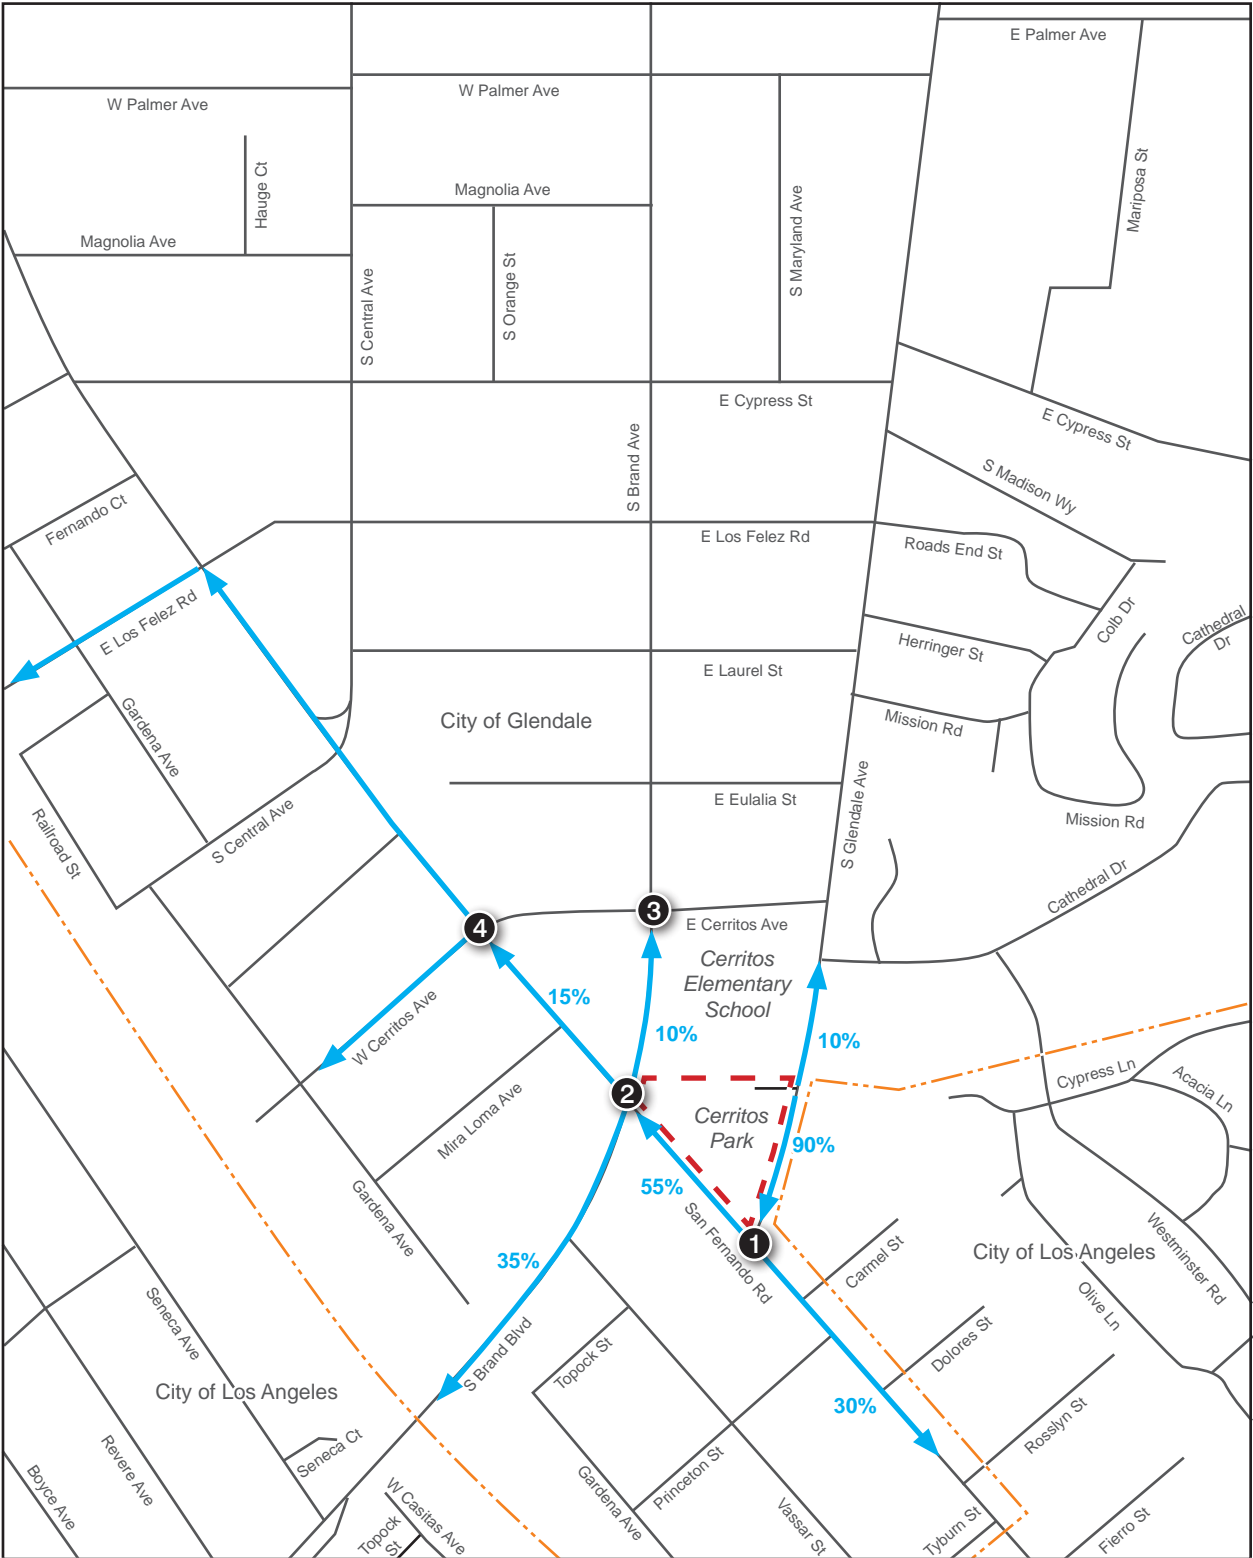 E Palmer Ave
W Palmer Ave
W Palmer Ave
Hauge Ct
Magnolia Ave
S Maryland Ave
Mariposa St
Magnolia Ave
S Central Ave
S Orange St
E Cypress St
E Cypress St
S Brand Ave
S Madison Wy
Fernando Ct
E Los Felez Rd
Roads End St
E Los Felez Rd
Colb Dr
Cathedral
Dr
Herringer St
E Laurel St
Gardena Ave
City of Glendale
Mission Rd
S Glendale Ave
E Eulalia St
Mission Rd
Railroad St
S Central Ave
Cathedral Dr
3
4
E Cerritos Ave
Cerritos
Elementary
School
15%
10%
10%
W Cerritos Ave
Cypress Ln
Acacia Ln
2
Mira Loma Ave
Cerritos
Park
90%
55%
Gardena Ave
San Fernando Rd
1
Carmel St
City of Los Angeles
Westminster Rd
35%
Olive Ln
Seneca Ave
S Brand Blvd
Topock St
Dolores St
City of Los Angeles
30%
Rosslyn St
Seneca Ct
Revere Ave
Boyce Ave
W Casitas Ave
Topock
St
Gardena Ave
Princeton St
Vassar St
Tyburn St
Fierro St